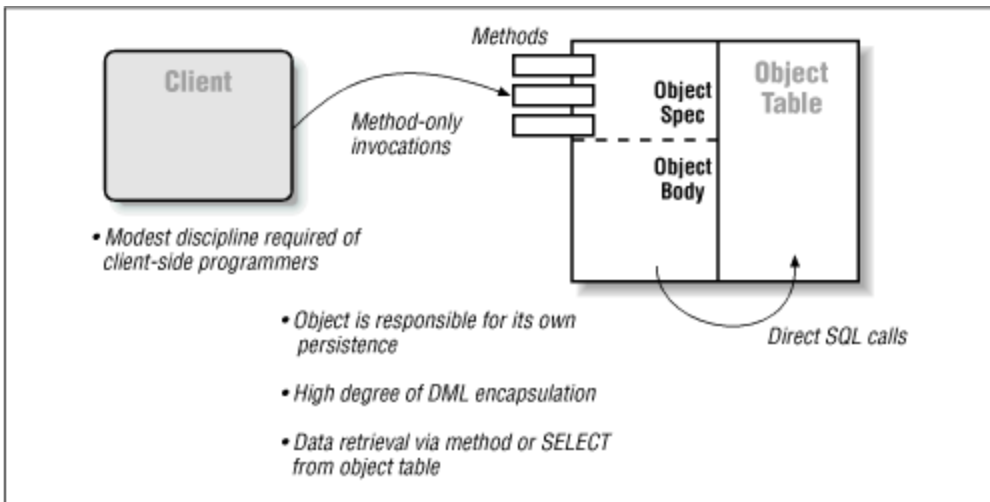 Methods
Client
Object
Table
Object
Spec
Method-only
invocations
Object
Body
• Modest discipline required of
client-side programmers
• Object is responsible for its own
persistence
Direct SQL calls
• High degree of DML encapsulation
• Data retrieval via method or SELECT
from object table